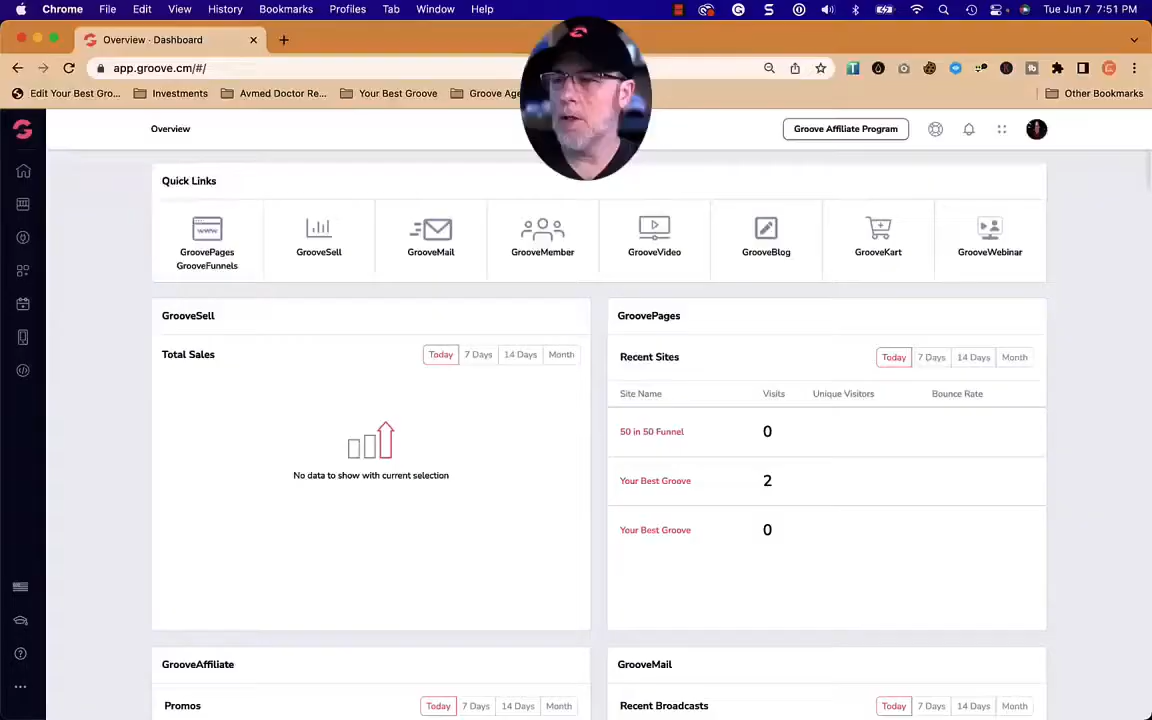 Chrome File Edit View History Bookmarks Profiles Tab Window Help Tue Jun 7 7:51 PM
Overview · Dashboard
app.groove.cm/#/
Edit Your Best Gro... Investments Avmed Doctor Re... Your Best Groove Groove Age Other Bookmarks
Overview Groove Affiliate Program
Quick Links
GroovePages
GrooveFunnels
GrooveSell
GrooveMail
GrooveMember
GrooveVideo
GrooveBlog
GrooveKart
GrooveWebinar
GrooveSell
Total Sales Today 7 Days 14 Days Month
No data to show with current selection
GroovePages
Recent Sites Today 7 Days 14 Days Month
Site Name Visits Unique Visitors Bounce Rate
50 in 50 Funnel 0
Your Best Groove 2
Your Best Groove 0
GrooveAffiliate
Promos Today 7 Days 14 Days Month
GrooveMail
Recent Broadcasts Today 7 Days 14 Days Month